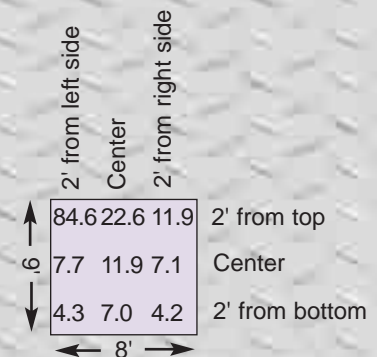 2' from left side
Center
2' from right side
84.6 22.6 11.9 2' from top
7.7 11.9 7.1 Center
4.3 7.0 4.2 2' from bottom
9'
8'